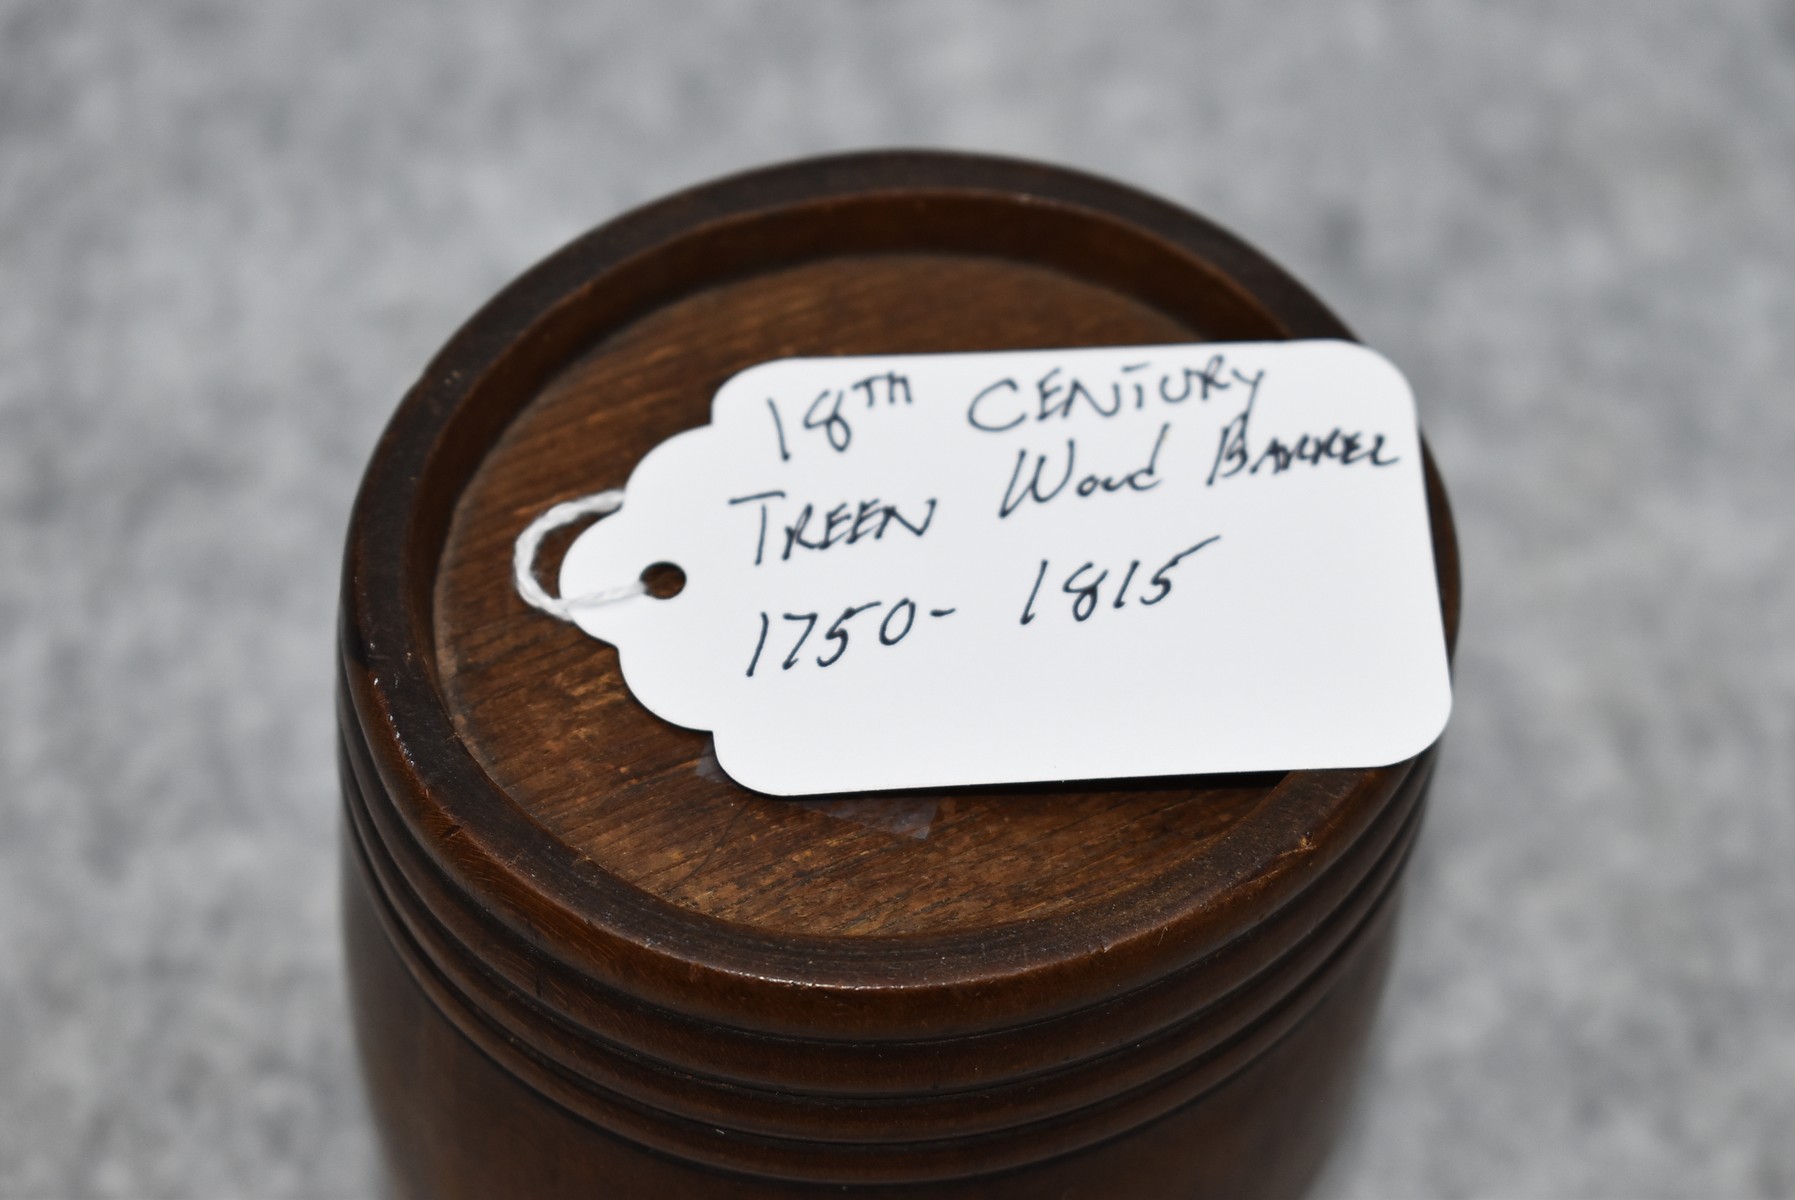 18TH CENTURY
TREEN Wood BARREL
1750- 1815